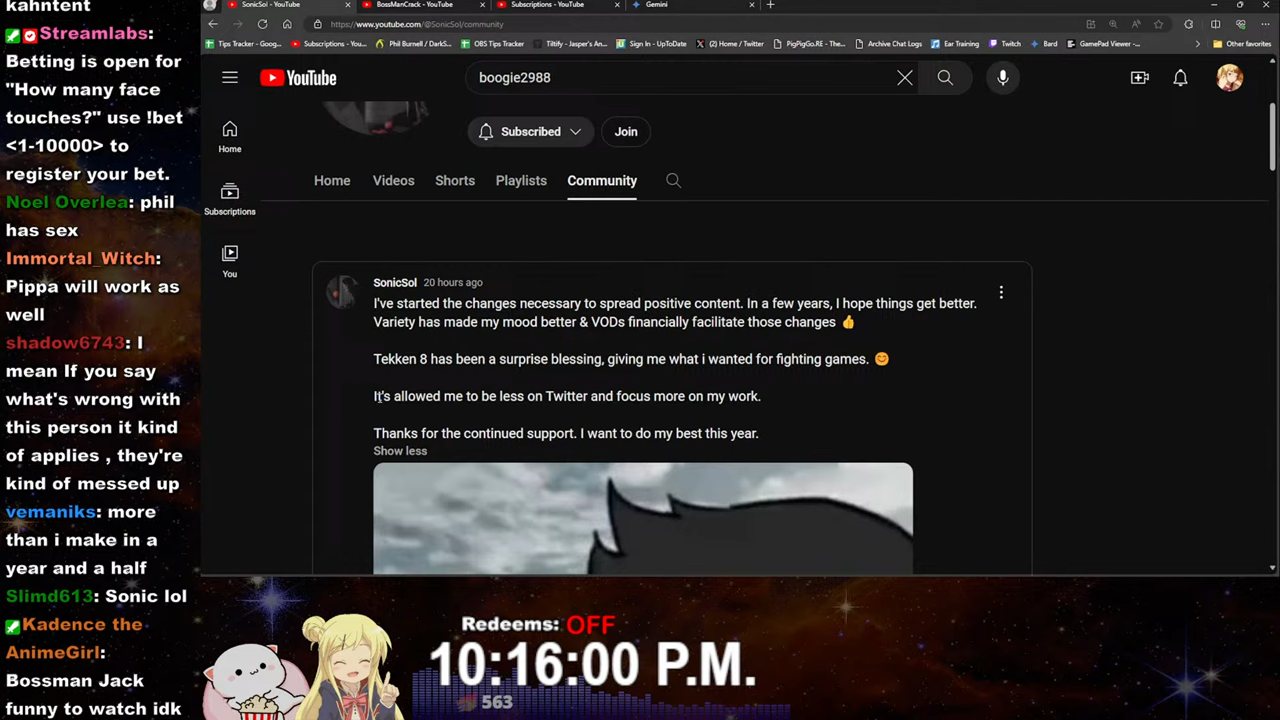 kahntent
Streamlabs:
Betting is open for
"How many face
touches?" use !bet
<1-10000> to
register your bet.
Noel Overlea: phil
has sex
Immortal_Witch:
Pippa will work as
well
shadow6743: I
mean If you say
what's wrong with
this person it kind
of applies , they're
kind of messed up
vemaniks: more
than i make in a
year and a half
Slimd613: Sonic lol
Kadence the
AnimeGirl:
Bossman Jack
funny to watch idk
SonicSol - YouTube
BossManCrack - YouTube
Subscriptions - YouTube
Gemini
https://www.youtube.com/@SonicSol/community
Tips Tracker - Goog...
Subscriptions - You...
Phil Burnell / DarkS...
OBS Tips Tracker
Tiltify - Jasper's An...
Sign In - UpToDate
(2) Home / Twitter
PigPigGo.RE - The...
Archive Chat Logs
Ear Training
Twitch
Bard
GamePad Viewer -...
Other favorites
YouTube
boogie2988
Home
Subscriptions
You
Subscribed
Join
Home
Videos
Shorts
Playlists
Community
SonicSol 20 hours ago
I've started the changes necessary to spread positive content. In a few years, I hope things get better.
Variety has made my mood better & VODs financially facilitate those changes 👍
Tekken 8 has been a surprise blessing, giving me what i wanted for fighting games. 😊
It's allowed me to be less on Twitter and focus more on my work.
Thanks for the continued support. I want to do my best this year.
Show less
Redeems: OFF
10:16:00 P.M.
563